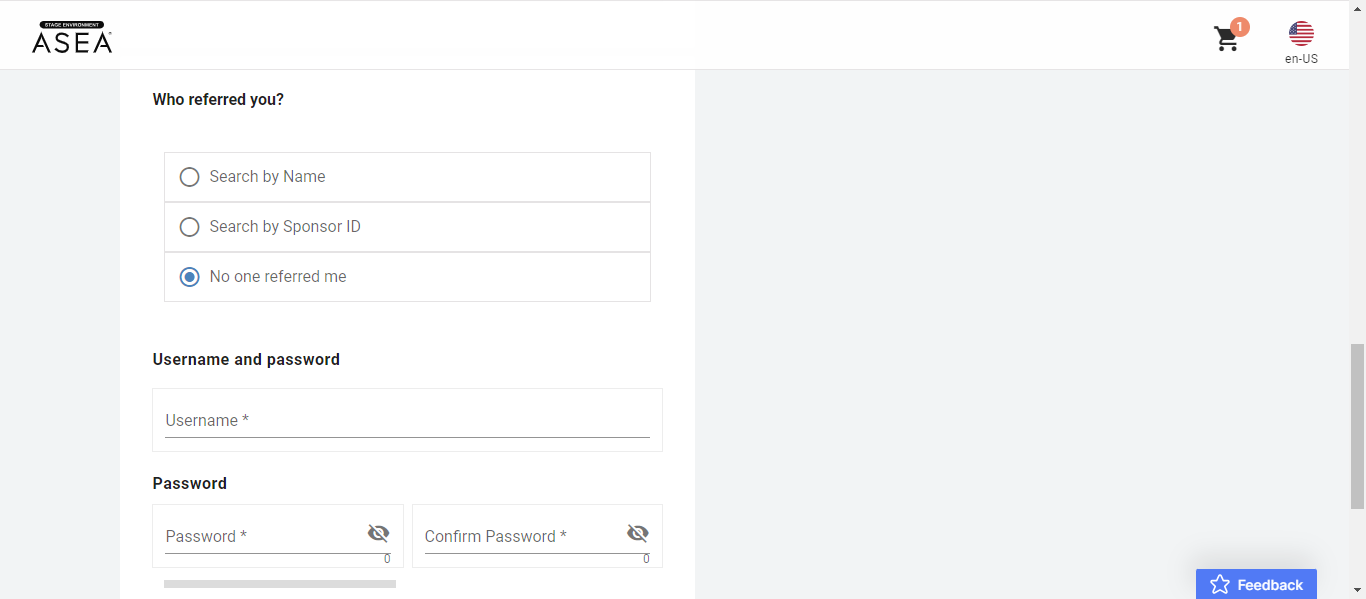 STAGE ENVIRONMENT
ASEA
1
en-US
Who referred you?
Search by Name
Search by Sponsor ID
No one referred me
Username and password
Username *
Password
Password *
0
Confirm Password *
0
Feedback